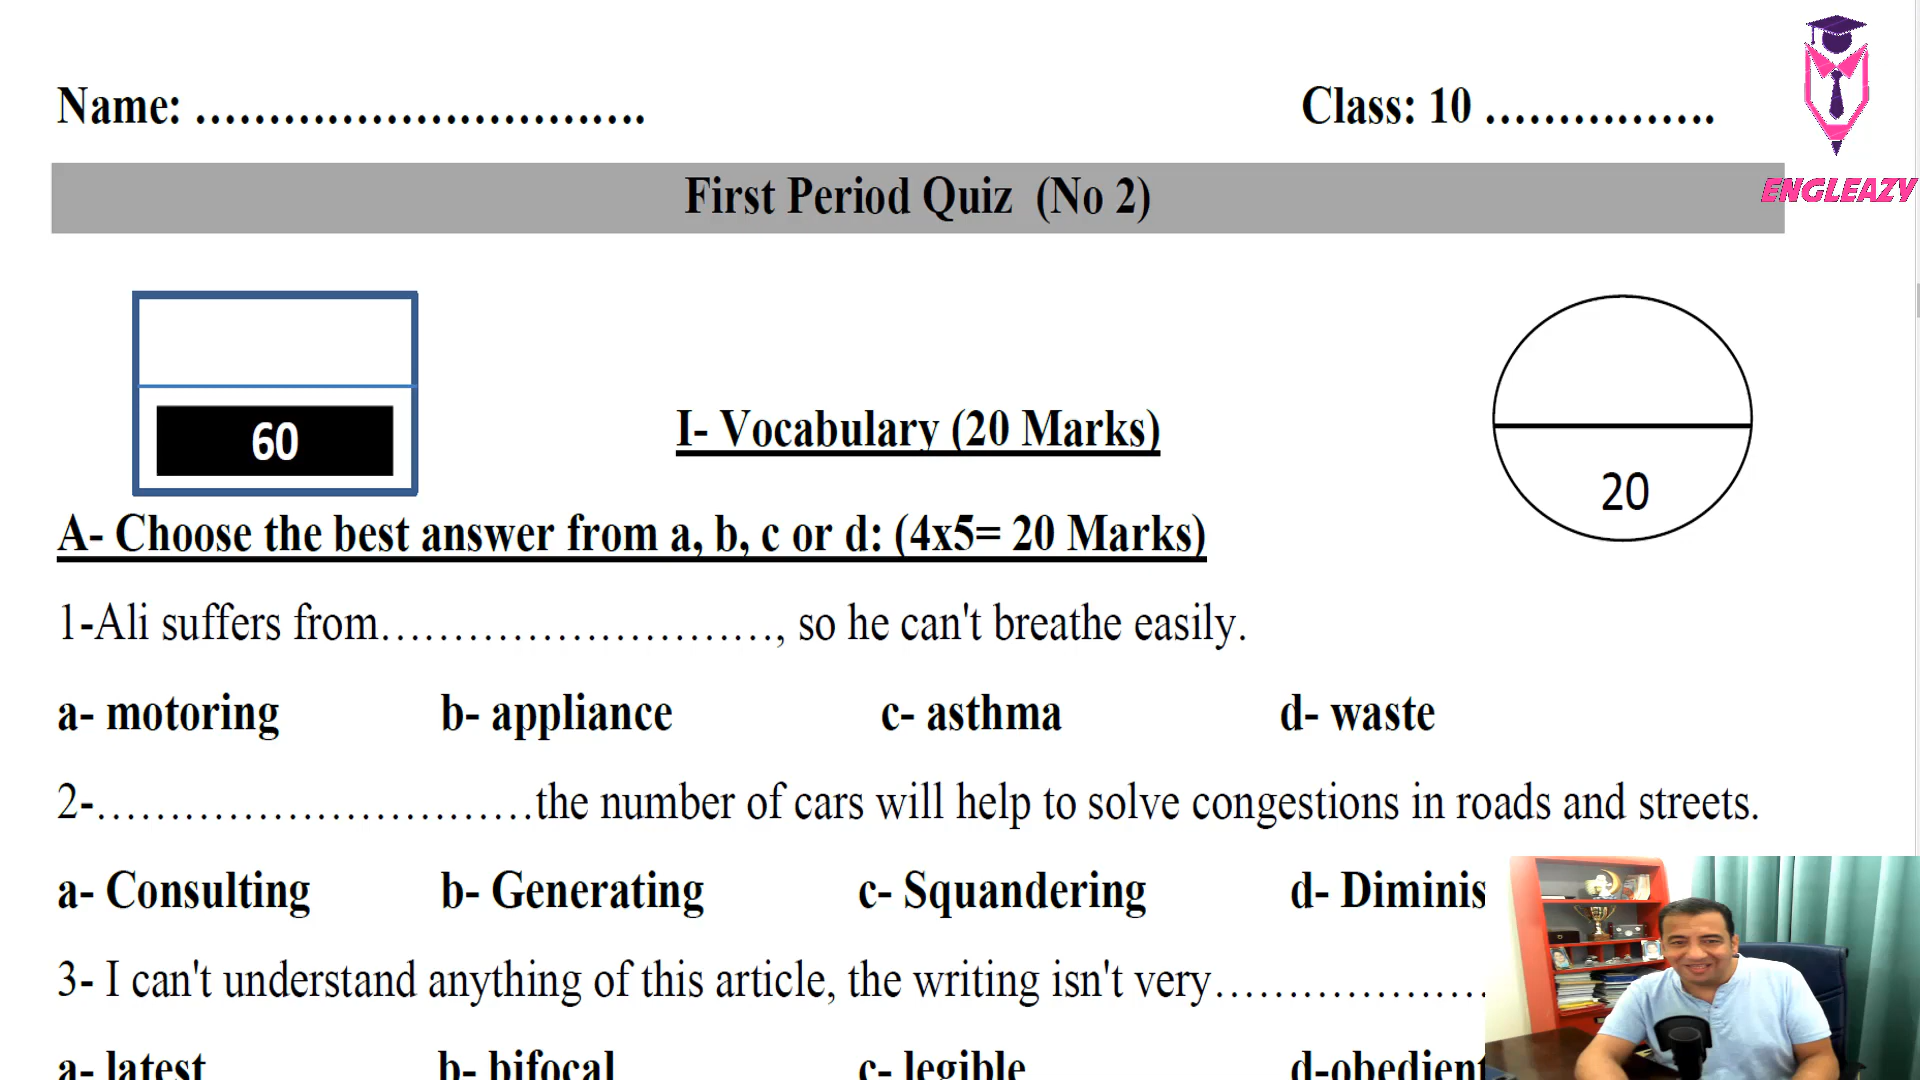 Name: ................................ Class: 10 ................
ENGLEAZY
First Period Quiz (No 2)
60
I- Vocabulary (20 Marks)
20
A- Choose the best answer from a, b, c or d: (4x5= 20 Marks)
1-Ali suffers from..........................., so he can't breathe easily.
a- motoring b- appliance c- asthma d- waste
2-..............................the number of cars will help to solve congestions in roads and streets.
a- Consulting b- Generating c- Squandering d- Diminis
3- I can't understand anything of this article, the writing isn't very...................
a- latest b- bifocal c- legible d-obedient